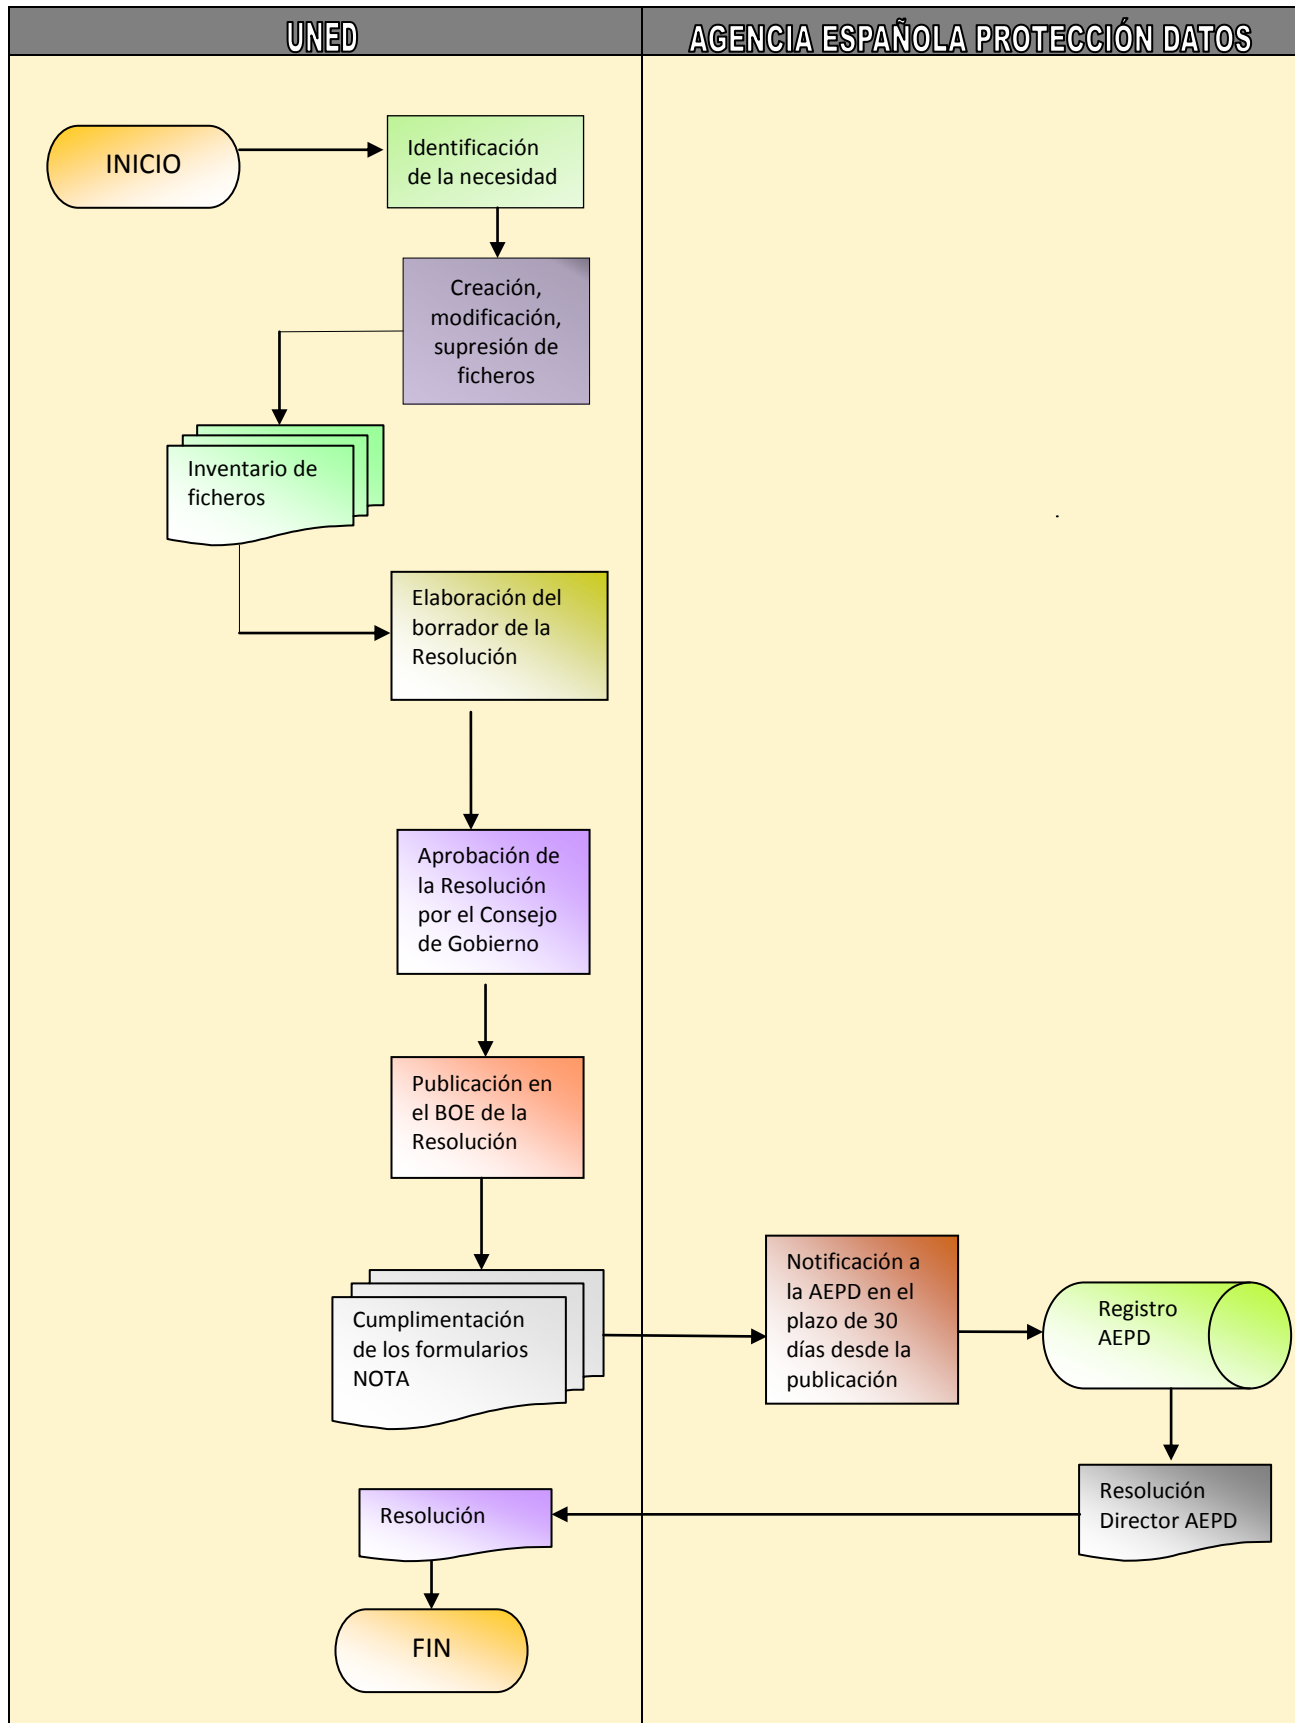 UNED
AGENCIA ESPAÑOLA PROTECCIÓN DATOS
INICIO
Identificación
de la necesidad
Creación,
modificación,
supresión de
ficheros
Inventario de
ficheros
Elaboración del
borrador de la
Resolución
Aprobación de
la Resolución
por el Consejo
de Gobierno
Publicación en
el BOE de la
Resolución
Cumplimentación
de los formularios
NOTA
Notificación a
la AEPD en el
plazo de 30
días desde la
publicación
Registro
AEPD
Resolución
Director AEPD
Resolución
FIN